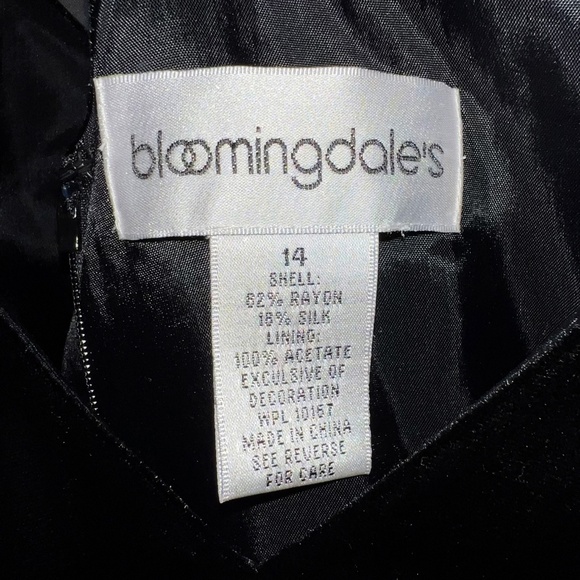 bloomingdale's
14
SHELL:
82% RAYON
18% SILK
LINING:
100% ACETATE
EXCULSIVE OF
DECORATION
WPL 10167
MADE IN CHINA
SEE REVERSE
FOR CARE